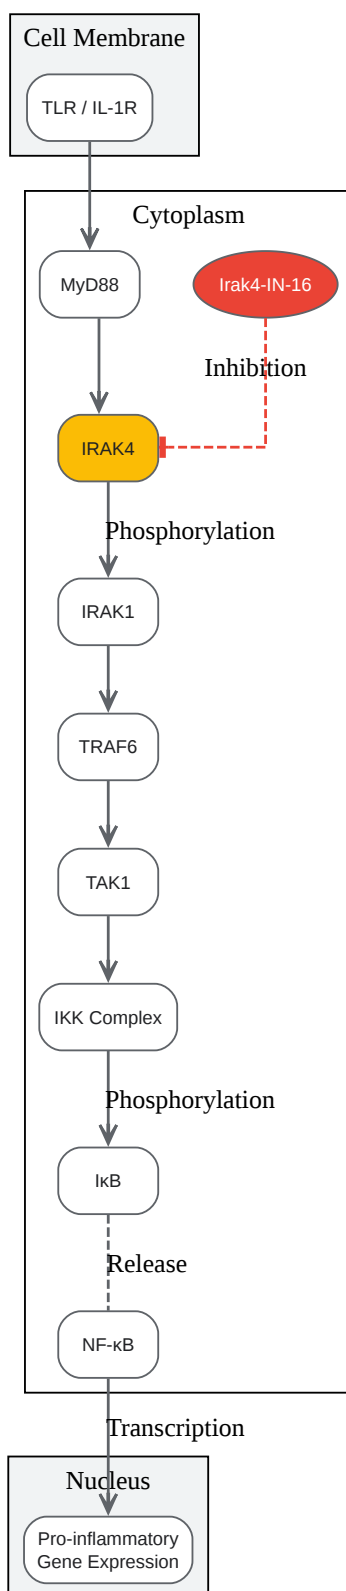 Cell Membrane
TLR / IL-1R
Cytoplasm
MyD88
Irak4-IN-16
Inhibition
IRAK4
Phosphorylation
IRAK1
TRAF6
TAK1
IKK Complex
Phosphorylation
IκB
Release
NF-κB
Transcription
Nucleus
Pro-inflammatory
Gene Expression